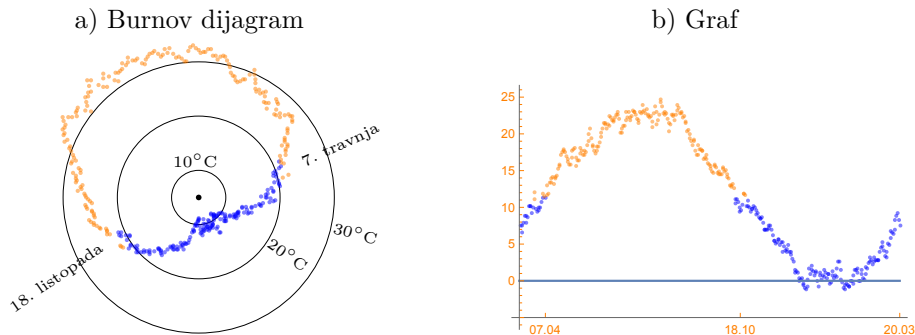 a) Burnov dijagram
10°C
7. travnja
20°C
30°C
18. listopada
b) Graf
25
20
15
10
5
0
07.04
18.10
20.03